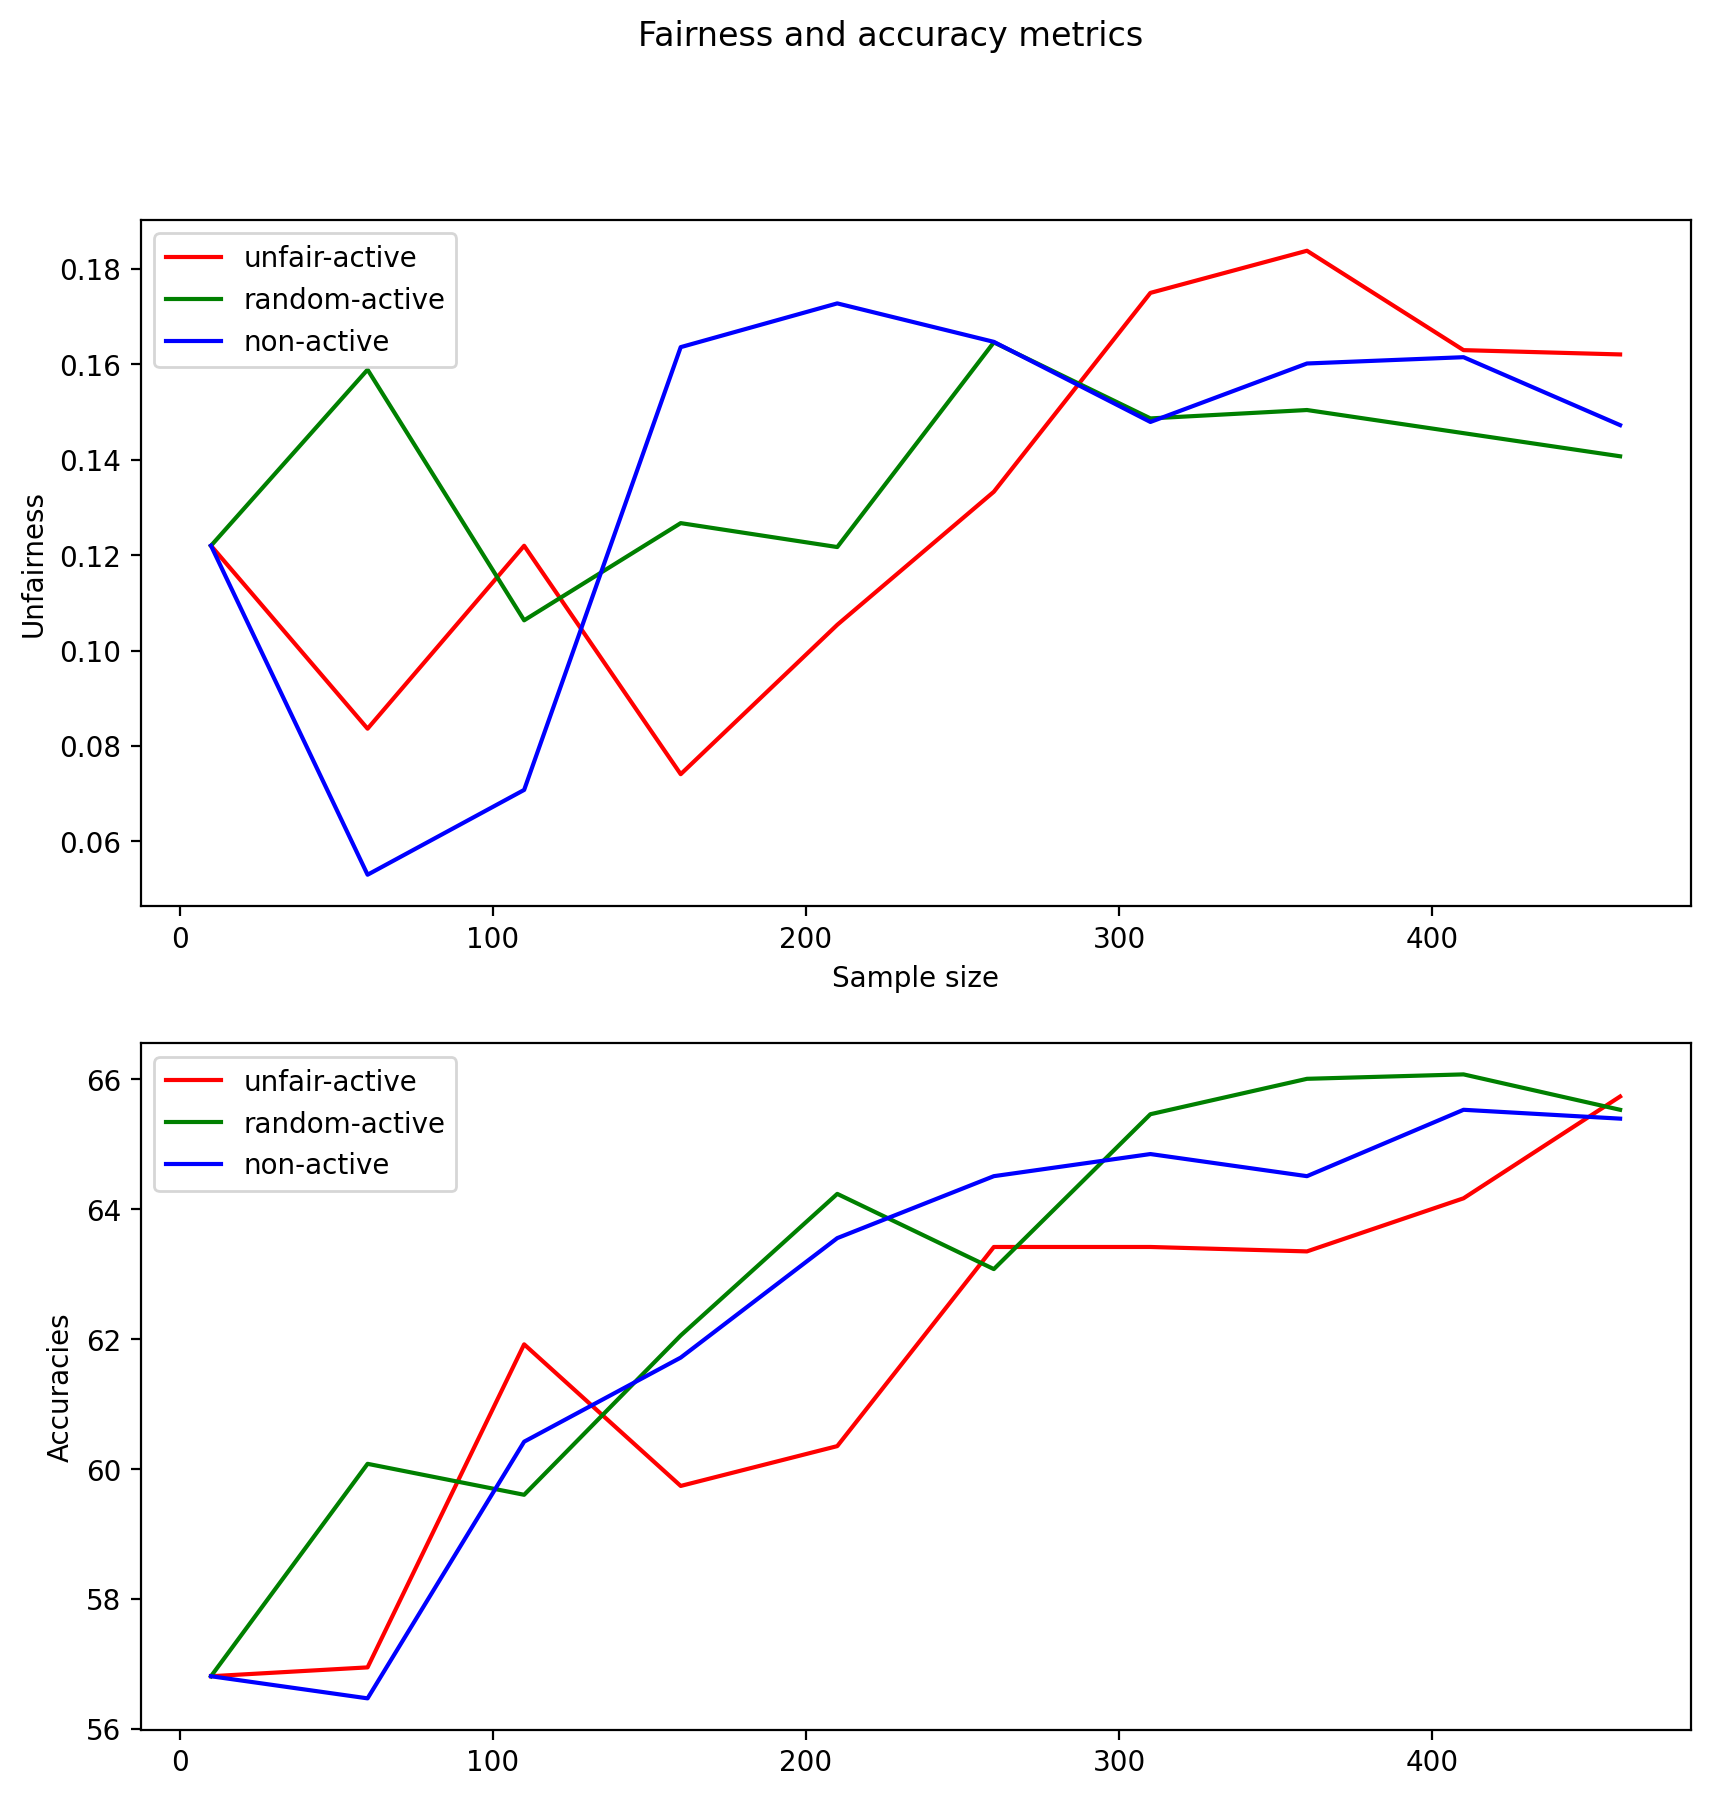 Fairness and accuracy metrics
unfair-active
random-active
non-active
0.18
0.16
0.14
0.12
0.10
0.08
0.06
Unfairness
0 100 200 300 400
Sample size
unfair-active
random-active
non-active
66
64
62
60
58
56
Accuracies
0 100 200 300 400